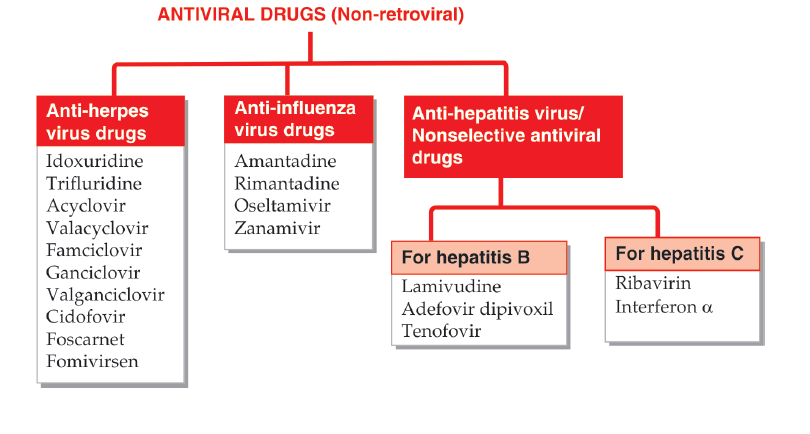 ANTIVIRAL DRUGS (Non-retroviral)
Anti-herpes
virus drugs
Idoxuridine
Trifluridine
Acyclovir
Valacyclovir
Famciclovir
Ganciclovir
Valganciclovir
Cidofovir
Foscarnet
Fomivirsen
Anti-influenza
virus drugs
Amantadine
Rimantadine
Oseltamivir
Zanamivir
Anti-hepatitis virus/
Nonselective antiviral
drugs
For hepatitis B
Lamivudine
Adefovir dipivoxil
Tenofovir
For hepatitis C
Ribavirin
Interferon α